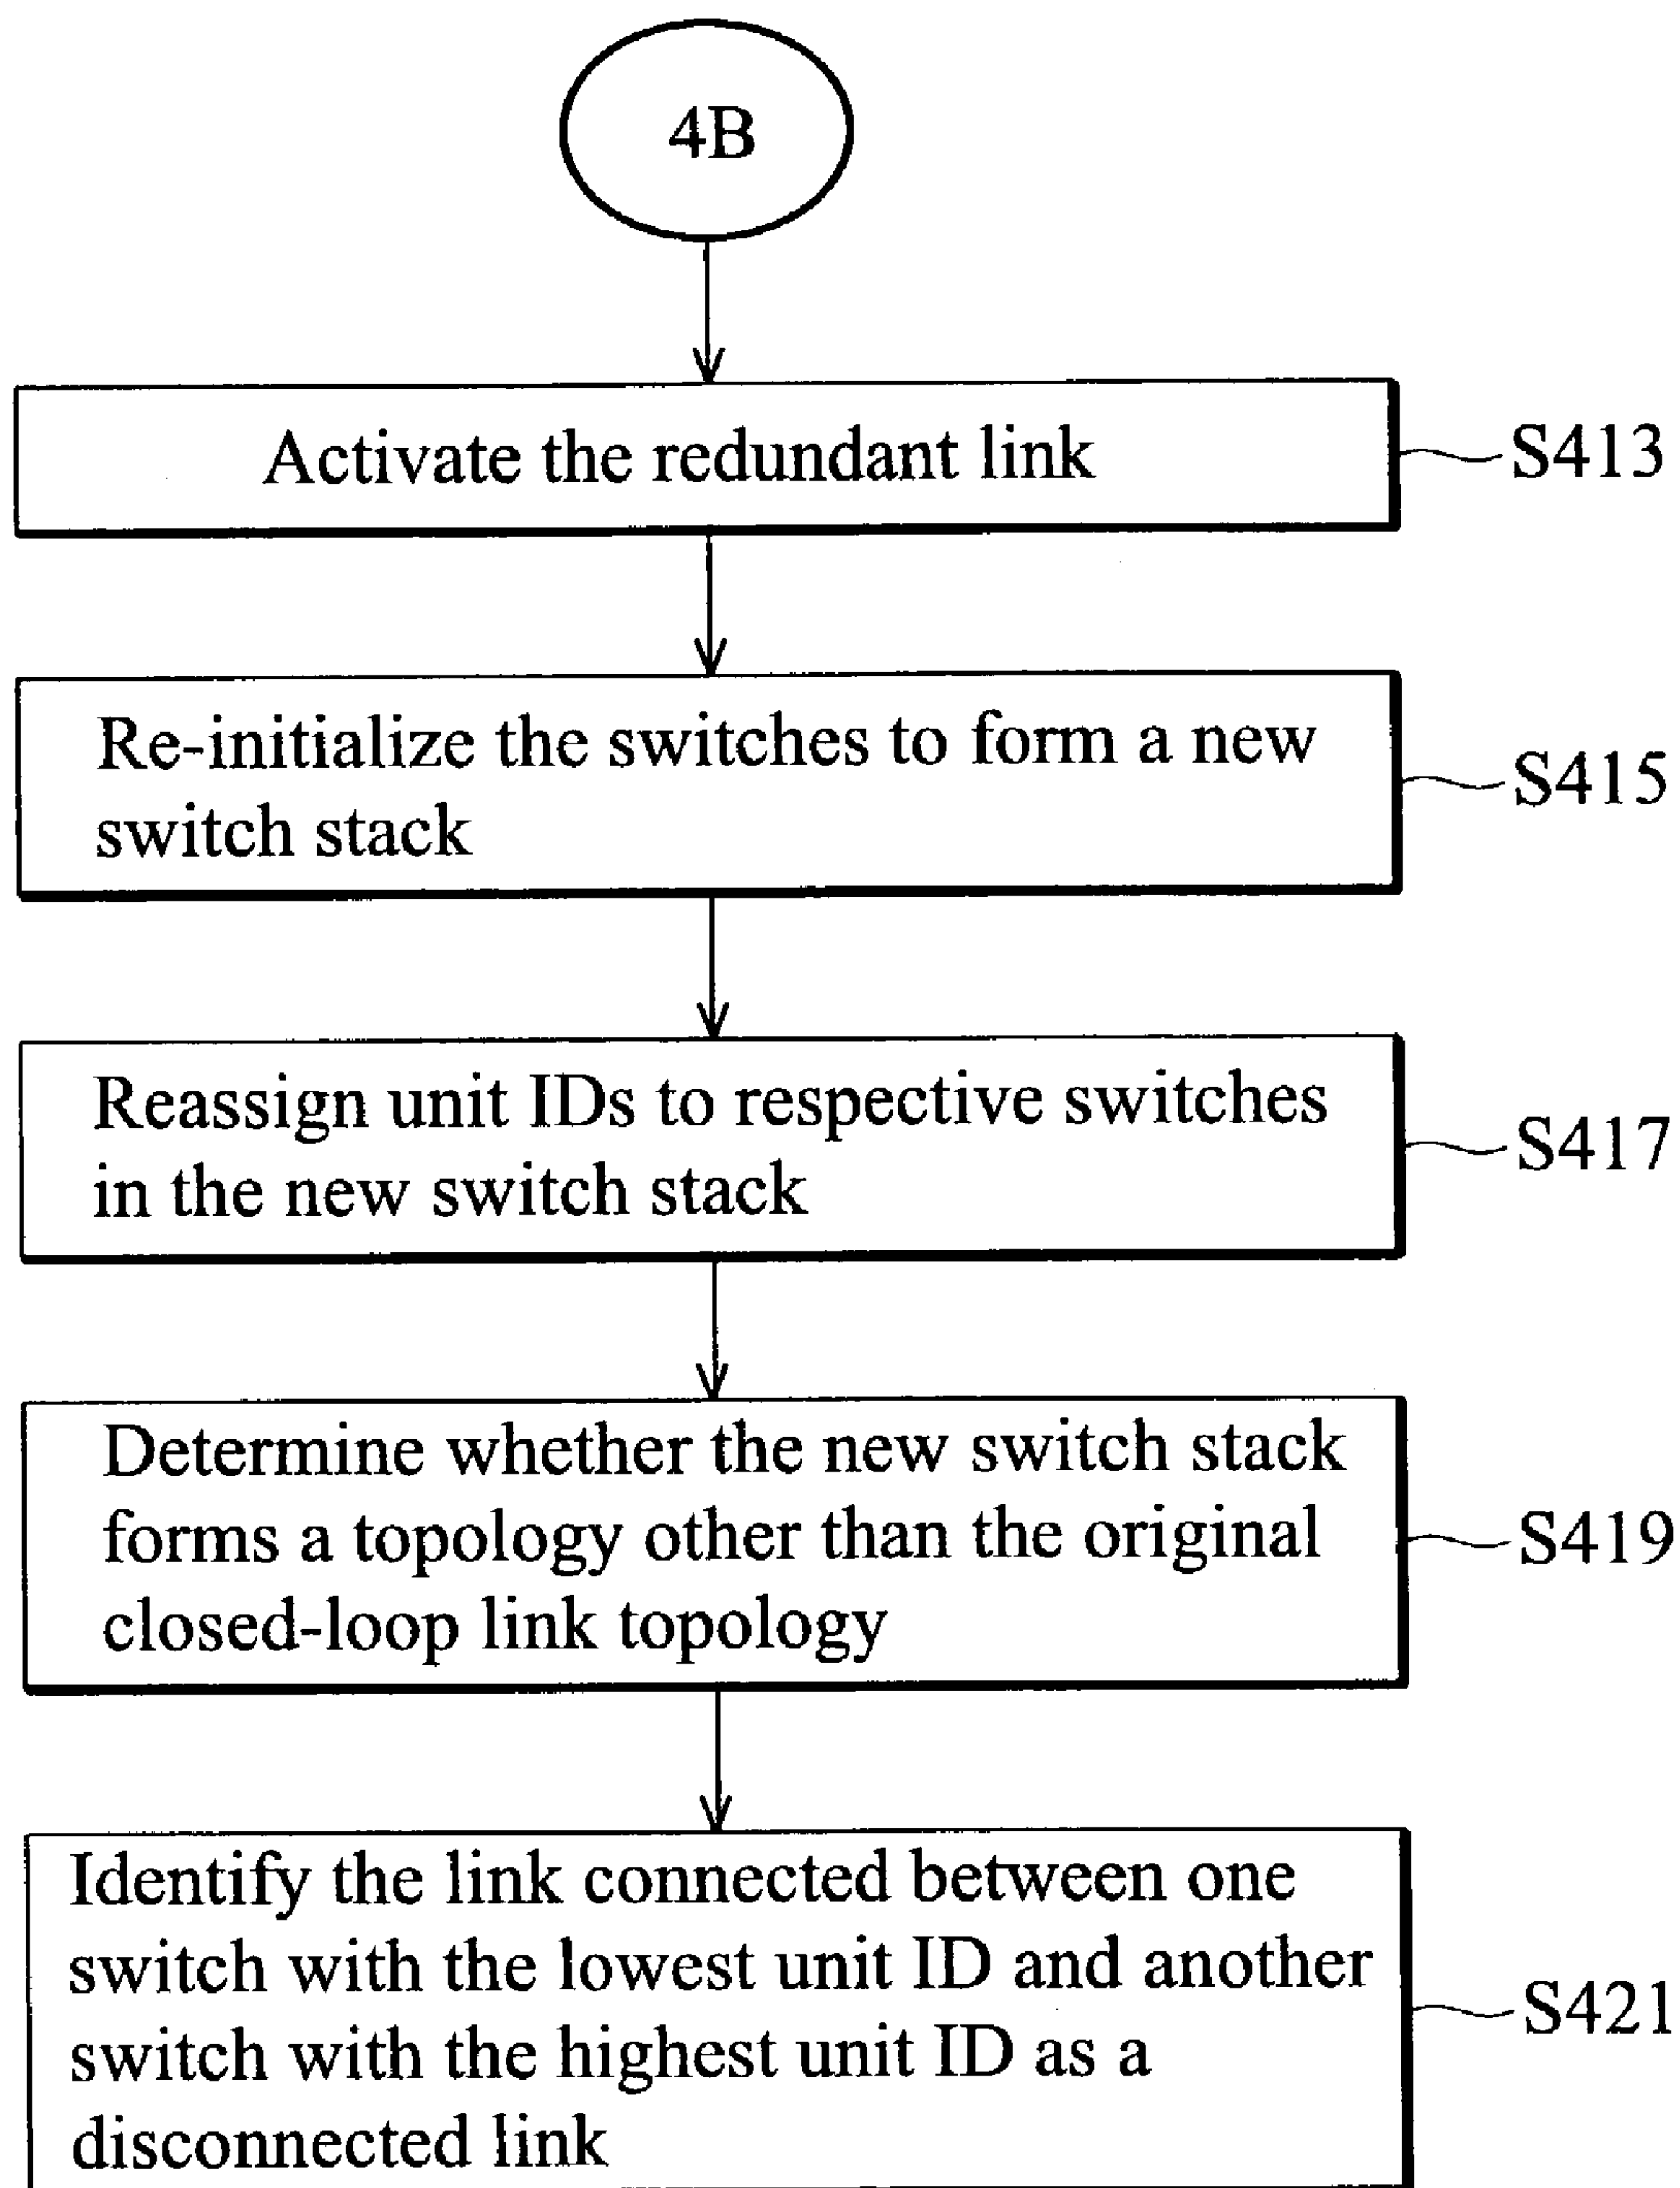 4B
Activate the redundant link
S413
Re-initialize the switches to form a new
switch stack
S415
Reassign unit IDs to respective switches
in the new switch stack
S417
Determine whether the new switch stack
forms a topology other than the original
closed-loop link topology
S419
Identify the link connected between one
switch with the lowest unit ID and another
switch with the highest unit ID as a
disconnected link
S421